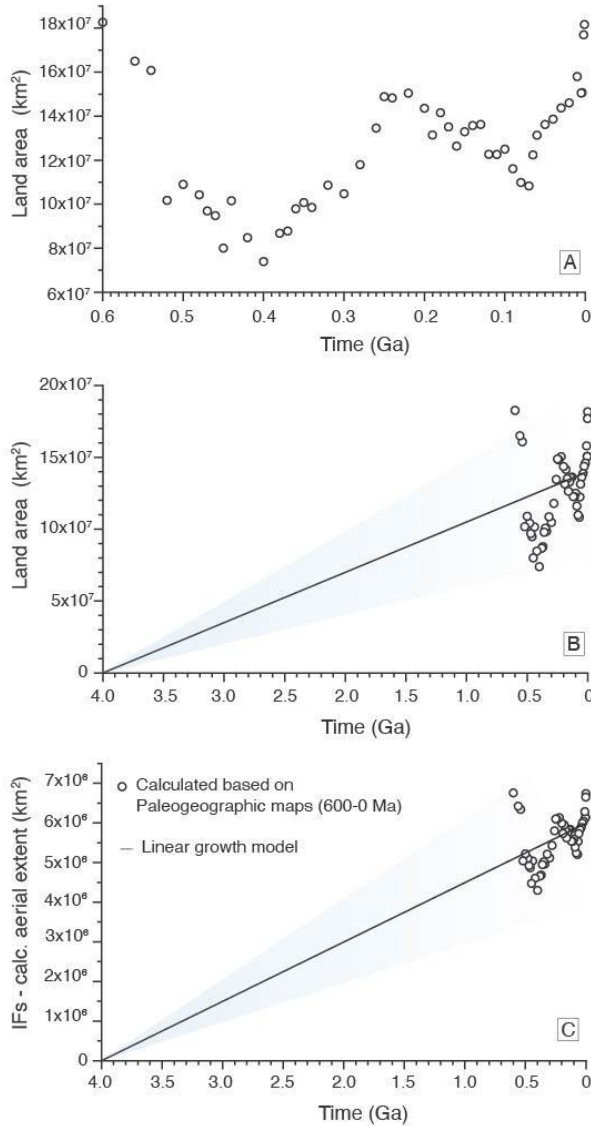 18x10⁷
16x10⁷
14x10⁷
12x10⁷
10x10⁷
8x10⁷
6x10⁷
Land area (km²)
A
0.6 0.5 0.4 0.3 0.2 0.1 0
Time (Ga)
20x10⁷
15x10⁷
10x10⁷
5x10⁷
0
Land area (km²)
B
4.0 3.0 2.5 2.0 1.5 1.0 0.5 0
Time (Ga)
7x10⁶
6x10⁶
5x10⁶
4x10⁶
3x10⁶
2x10⁶
1x10⁶
0
IFs - calc. aerial extent (km²)
Calculated based on
Paleogeographic maps (600-0 Ma)
Linear growth model
C
4.0 3.0 2.5 2.0 1.5 1.0 0.5 0
Time (Ga)